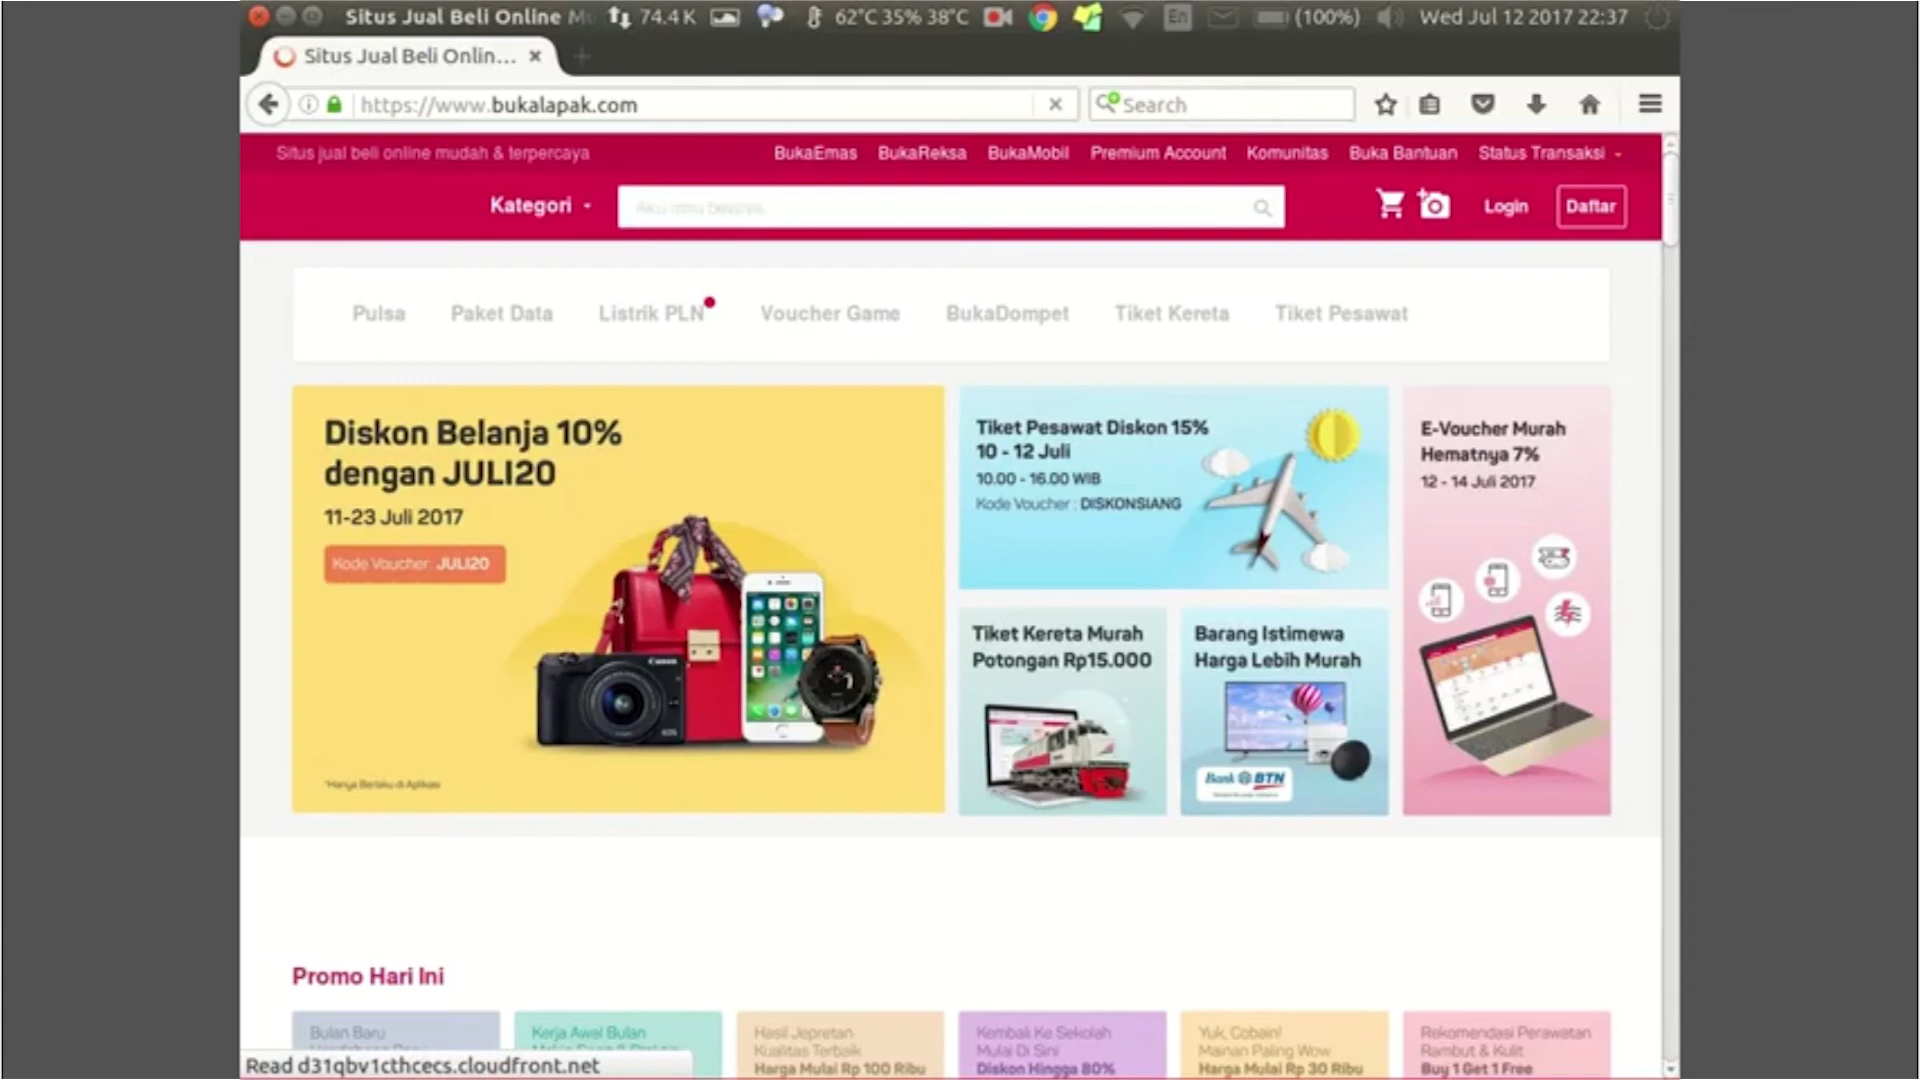 Situs Jual Beli Online Mu 74.4 K 62°C 35% 38°C En (100%) Wed Jul 12 2017 22:37
Situs Jual Beli Onlin...
https://www.bukalapak.com
Search
Situs jual beli online mudah & terpercaya
BukaEmas BukaReksa BukaMobil Premium Account Komunitas Buka Bantuan Status Transaksi
Kategori
Login Daftar
Pulsa Paket Data Listrik PLN Voucher Game BukaDompet Tiket Kereta Tiket Pesawat
Diskon Belanja 10%
dengan JULI20
11-23 Juli 2017
Kode Voucher: JULI20
Canon
*Hanya Berlaku di Aplikasi
Tiket Pesawat Diskon 15%
10 - 12 Juli
10.00 - 16.00 WIB
Kode Voucher : DISKONSIANG
E-Voucher Murah
Hematnya 7%
12 - 14 Juli 2017
Tiket Kereta Murah
Potongan Rp15.000
Barang Istimewa
Harga Lebih Murah
Bank BTN
Promo Hari Ini
Bulan Baru
Kerja Awal Bulan
Hasil Jepretan
Kualitas Terbaik
Harga Mulai Rp 100 Ribu
Kembali Ke Sekolah
Mulai Di Sini
Diskon Hingga 80%
Yuk, Cobain!
Mainan Paling Wow
Harga Mulai Rp 30 Ribu
Rekomendasi Perawatan
Rambut & Kulit
Buy 1 Get 1 Free
Read d31qbv1cthcecs.cloudfront.net